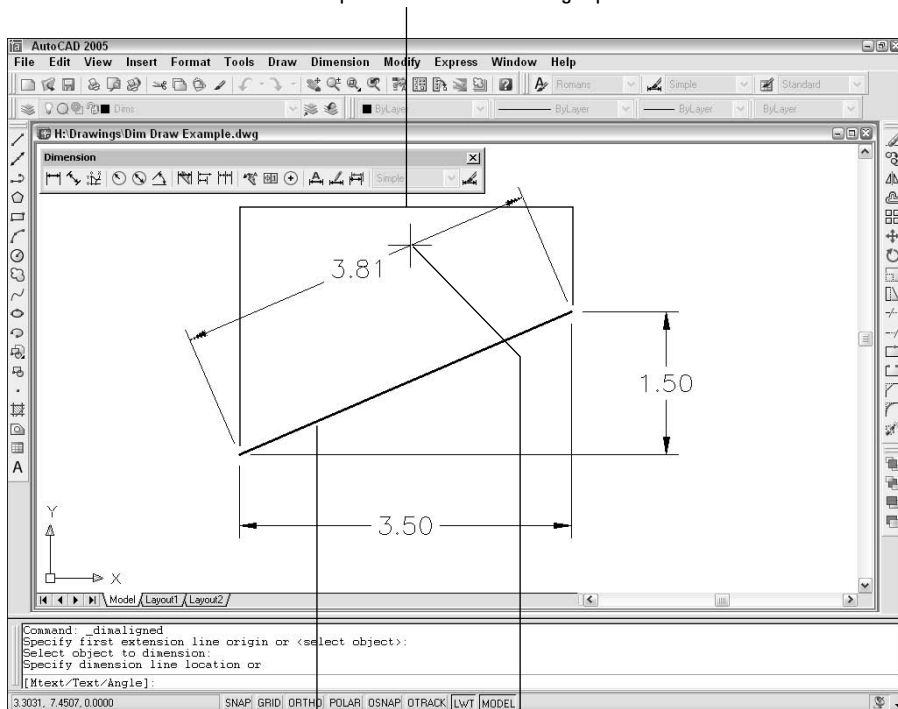 AutoCAD 2005
File Edit View Insert Format Tools Draw Dimension Modify Express Window Help
Romans Simple Standard
Dims ByLayer ByLayer ByLayer ByLayer
H:\Drawings\Dim Draw Example.dwg
Dimension
Simple
3.81
1.50
3.50
Y
X
A
Model Layout1 Layout2
Command: _dimaligned
Specify first extension line origin or <select object>:
Select object to dimension:
Specify dimension line location or
[Mtext/Text/Angle]:
3.3031, 7.4507, 0.0000 SNAP GRID ORTHO POLAR OSNAP OTRACK LWT MODEL